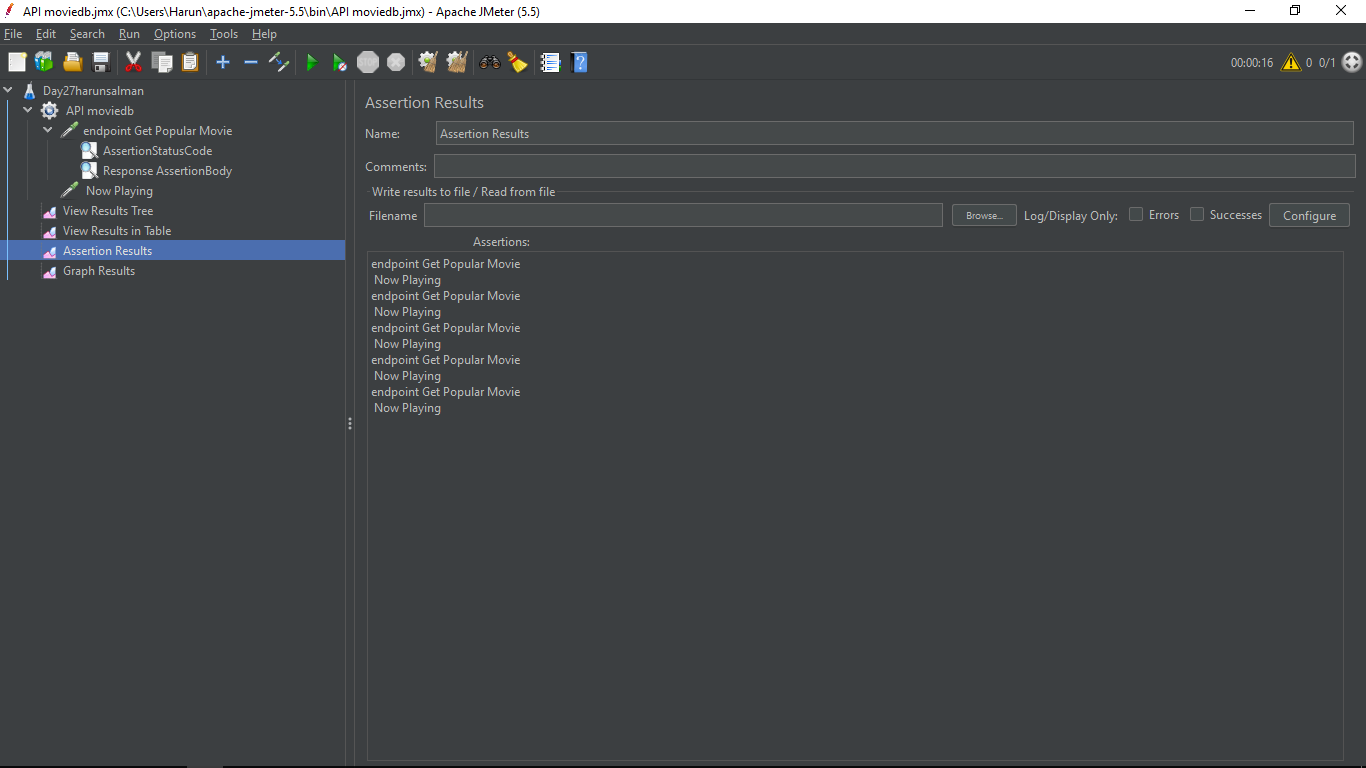 API moviedb.jmx (C:\Users\Harun\apache-jmeter-5.5\bin\API moviedb.jmx) - Apache JMeter (5.5)
File Edit Search Run Options Tools Help
STOP
00:00:16 0 0/1
Day27harunsalman
API moviedb
endpoint Get Popular Movie
AssertionStatusCode
Response AssertionBody
Now Playing
View Results Tree
View Results in Table
Assertion Results
Graph Results
Assertion Results
Name: Assertion Results
Comments:
Write results to file / Read from file
Filename Browse... Log/Display Only: Errors Successes Configure
Assertions:
endpoint Get Popular Movie
Now Playing
endpoint Get Popular Movie
Now Playing
endpoint Get Popular Movie
Now Playing
endpoint Get Popular Movie
Now Playing
endpoint Get Popular Movie
Now Playing